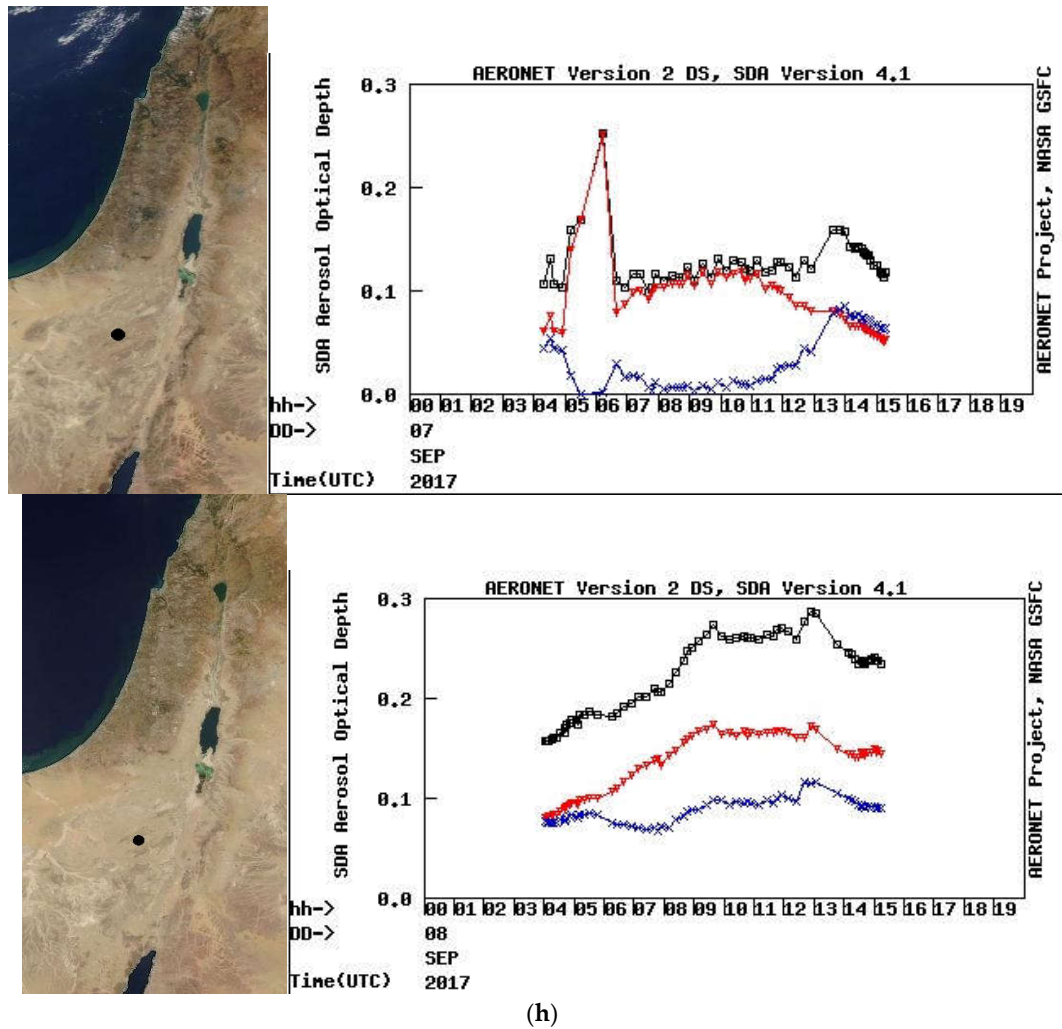 AERONET Version 2 DS, SDA Version 4.1
SDA Aerosol Optical Depth
0.3
0.2
0.1
0.0
AERONET Project, NASA GSFC
hh-> 00 01 02 03 04 05 06 07 08 09 10 11 12 13 14 15 16 17 18 19
DD-> 07
SEP
Time(UTC) 2017
AERONET Version 2 DS, SDA Version 4.1
SDA Aerosol Optical Depth
0.3
0.2
0.1
0.0
AERONET Project, NASA GSFC
hh-> 00 01 02 03 04 05 06 07 08 09 10 11 12 13 14 15 16 17 18 19
DD-> 08
SEP
Time(UTC) 2017
(h)